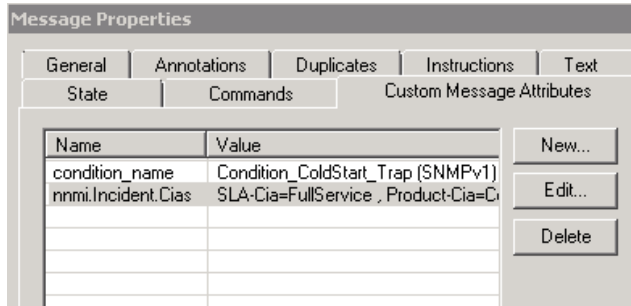 Message Properties
General Annotations Duplicates Instructions Text
State Commands Custom Message Attributes
Name Value New...
condition_name Condition_ColdStart_Trap (SNMPv1)
nnmi.Incident.Cias SLA-Cia=FullService , Product-Cia= Edit...
Delete